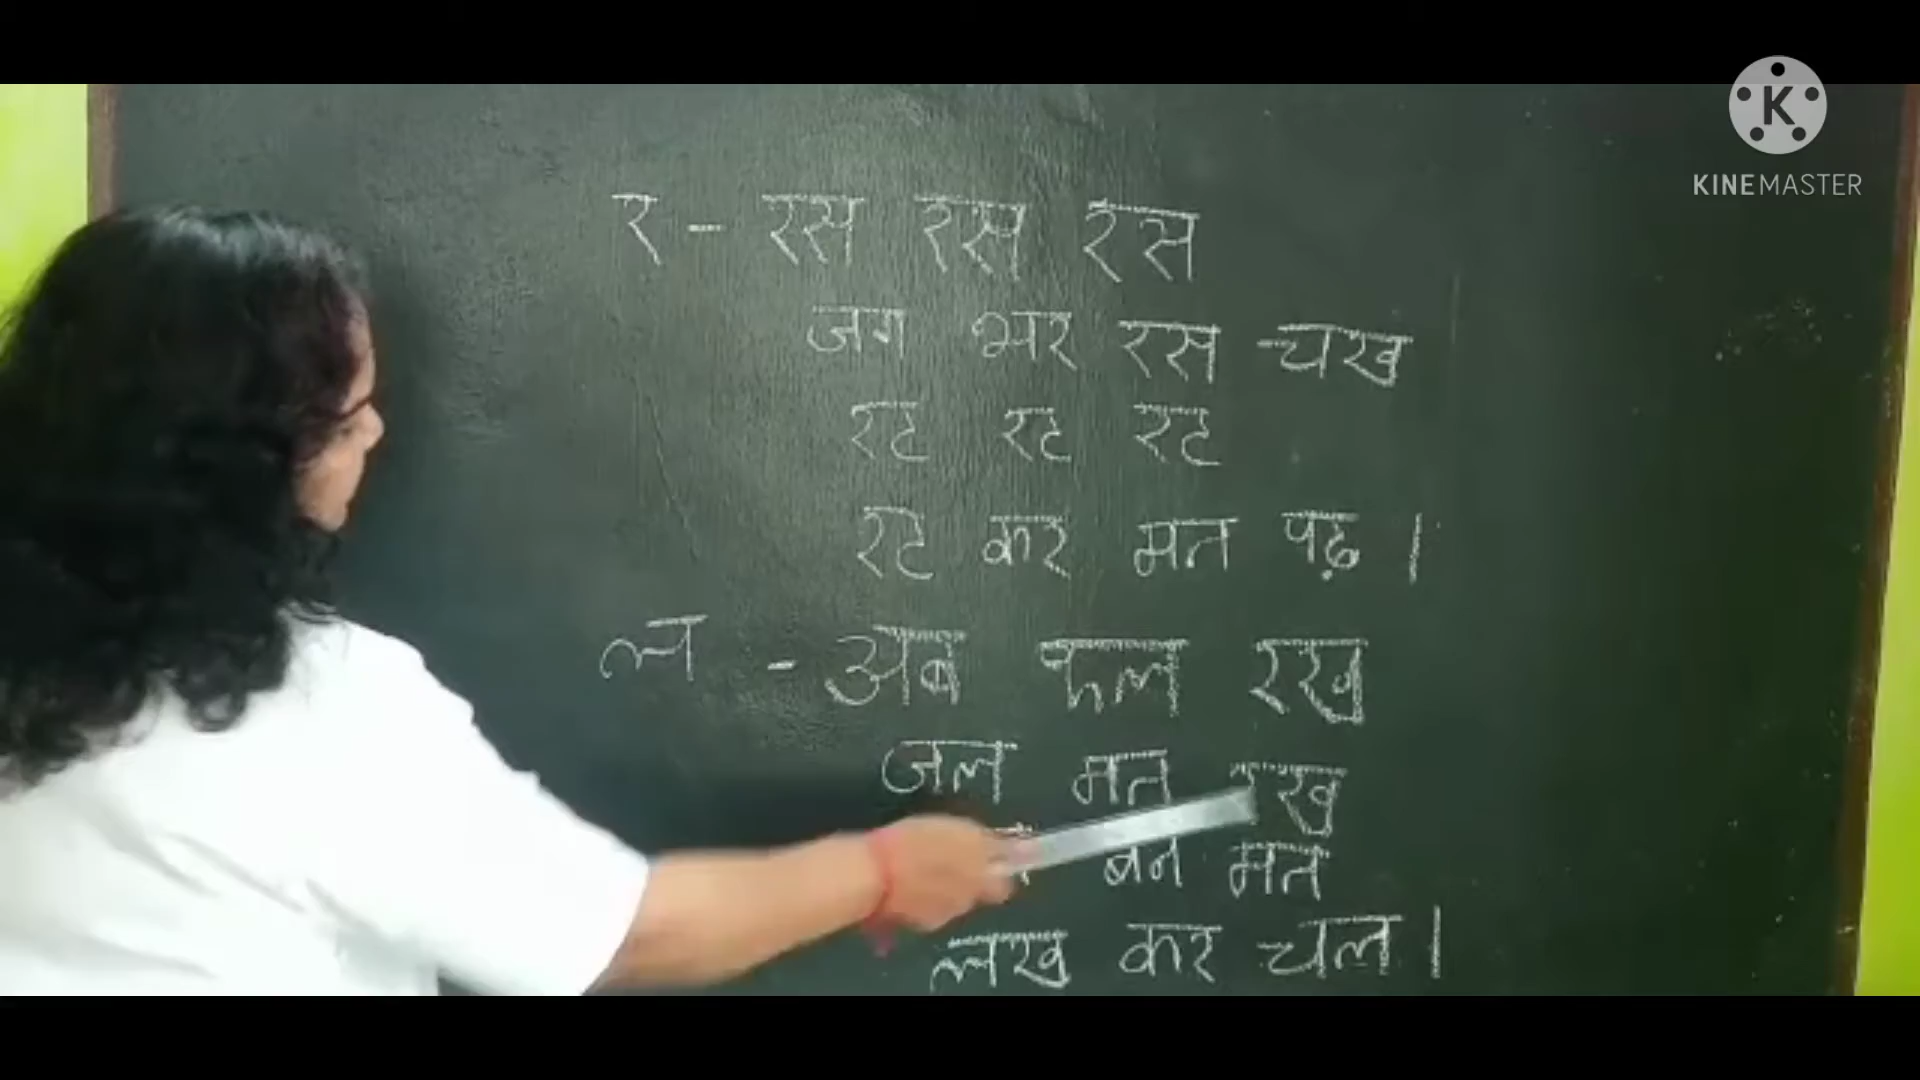 KINEMASTER
र - रस रस रस
जग भर रस चख
रट रट रट
रट कर मत पढ़ ।
ल - अब फल रख
जल मत रख
बन मत
लख कर चल ।